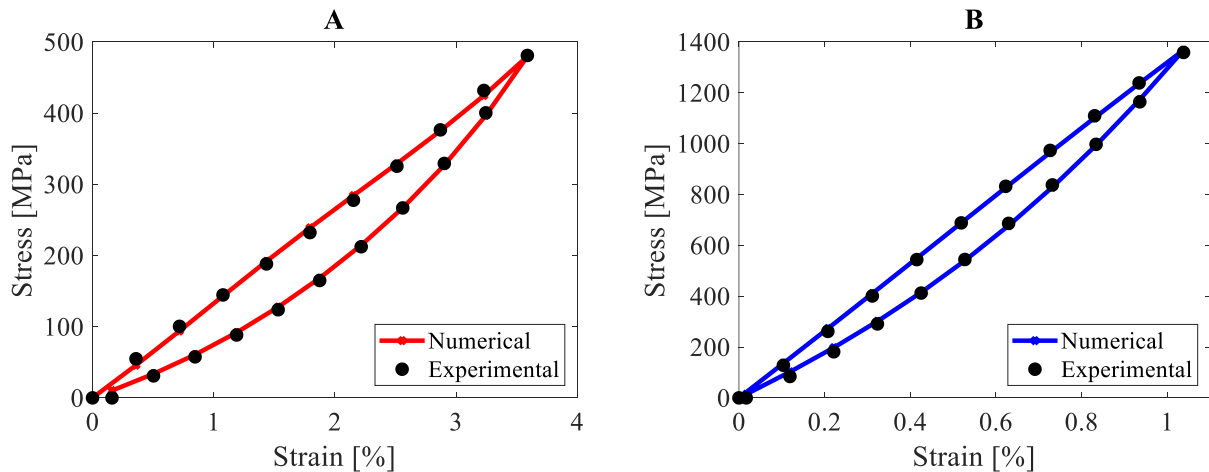 A
Stress [MPa]
500
400
300
200
100
0
0 1 2 3 4
Strain [%]
Numerical
Experimental
B
Stress [MPa]
1400
1200
1000
800
600
400
200
0
0 0.2 0.4 0.6 0.8 1
Strain [%]
Numerical
Experimental